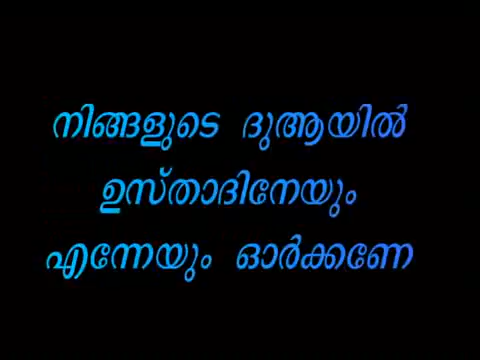 നിങ്ങളുടെ ദുആയിൽ
ഉസ്താദിനേയും
എന്നേയും ഓർക്കണേ